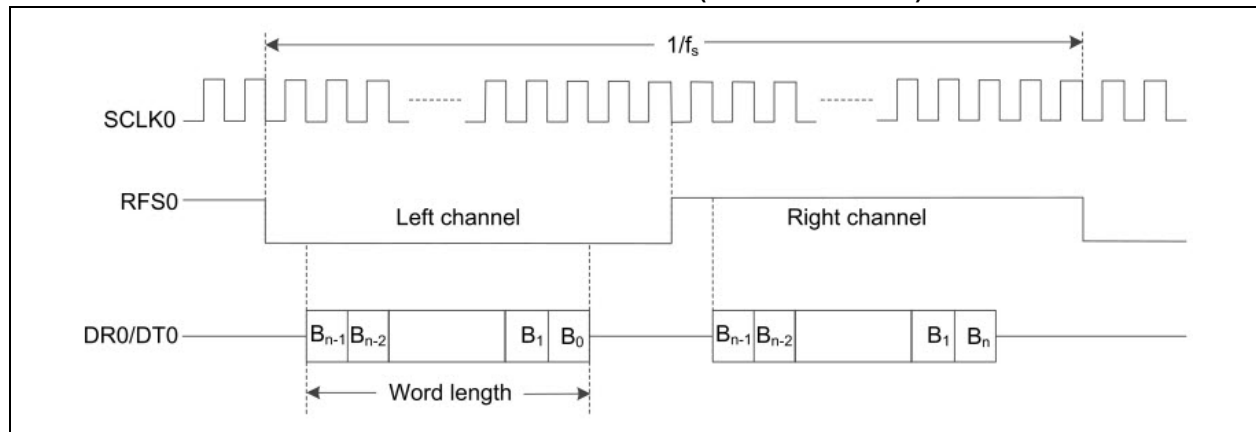 1/fs
SCLK0
RFS0
Left channel
Right channel
DR0/DT0
Bn-1 Bn-2 B1 B0 Bn-1 Bn-2 B1 Bn
Word length